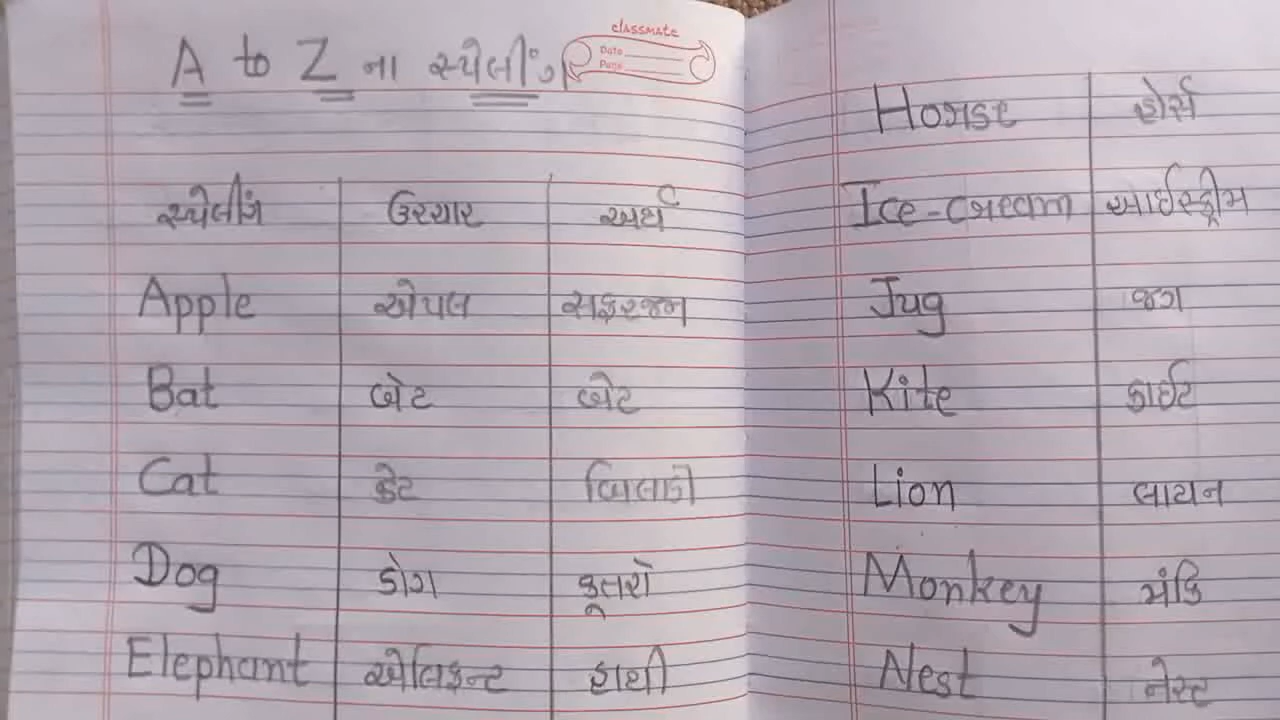 classmate
Date
Page
A to Z ના સ્પેલીંગ
સ્પેલીંગ ઉચ્ચાર અર્થ
Apple એપલ સફરજન
Bat બેટ બેટ
Cat કેટ બિલાડી
Dog ડોગ કૂતરો
Elephant એલિફન્ટ હાથી
Horse હોર્સ
Ice-cream આઈસ્ક્રીમ
Jug જગ
Kite કાઈટ
Lion લાયન
Monkey મંકિ
Nest નેસ્ટ